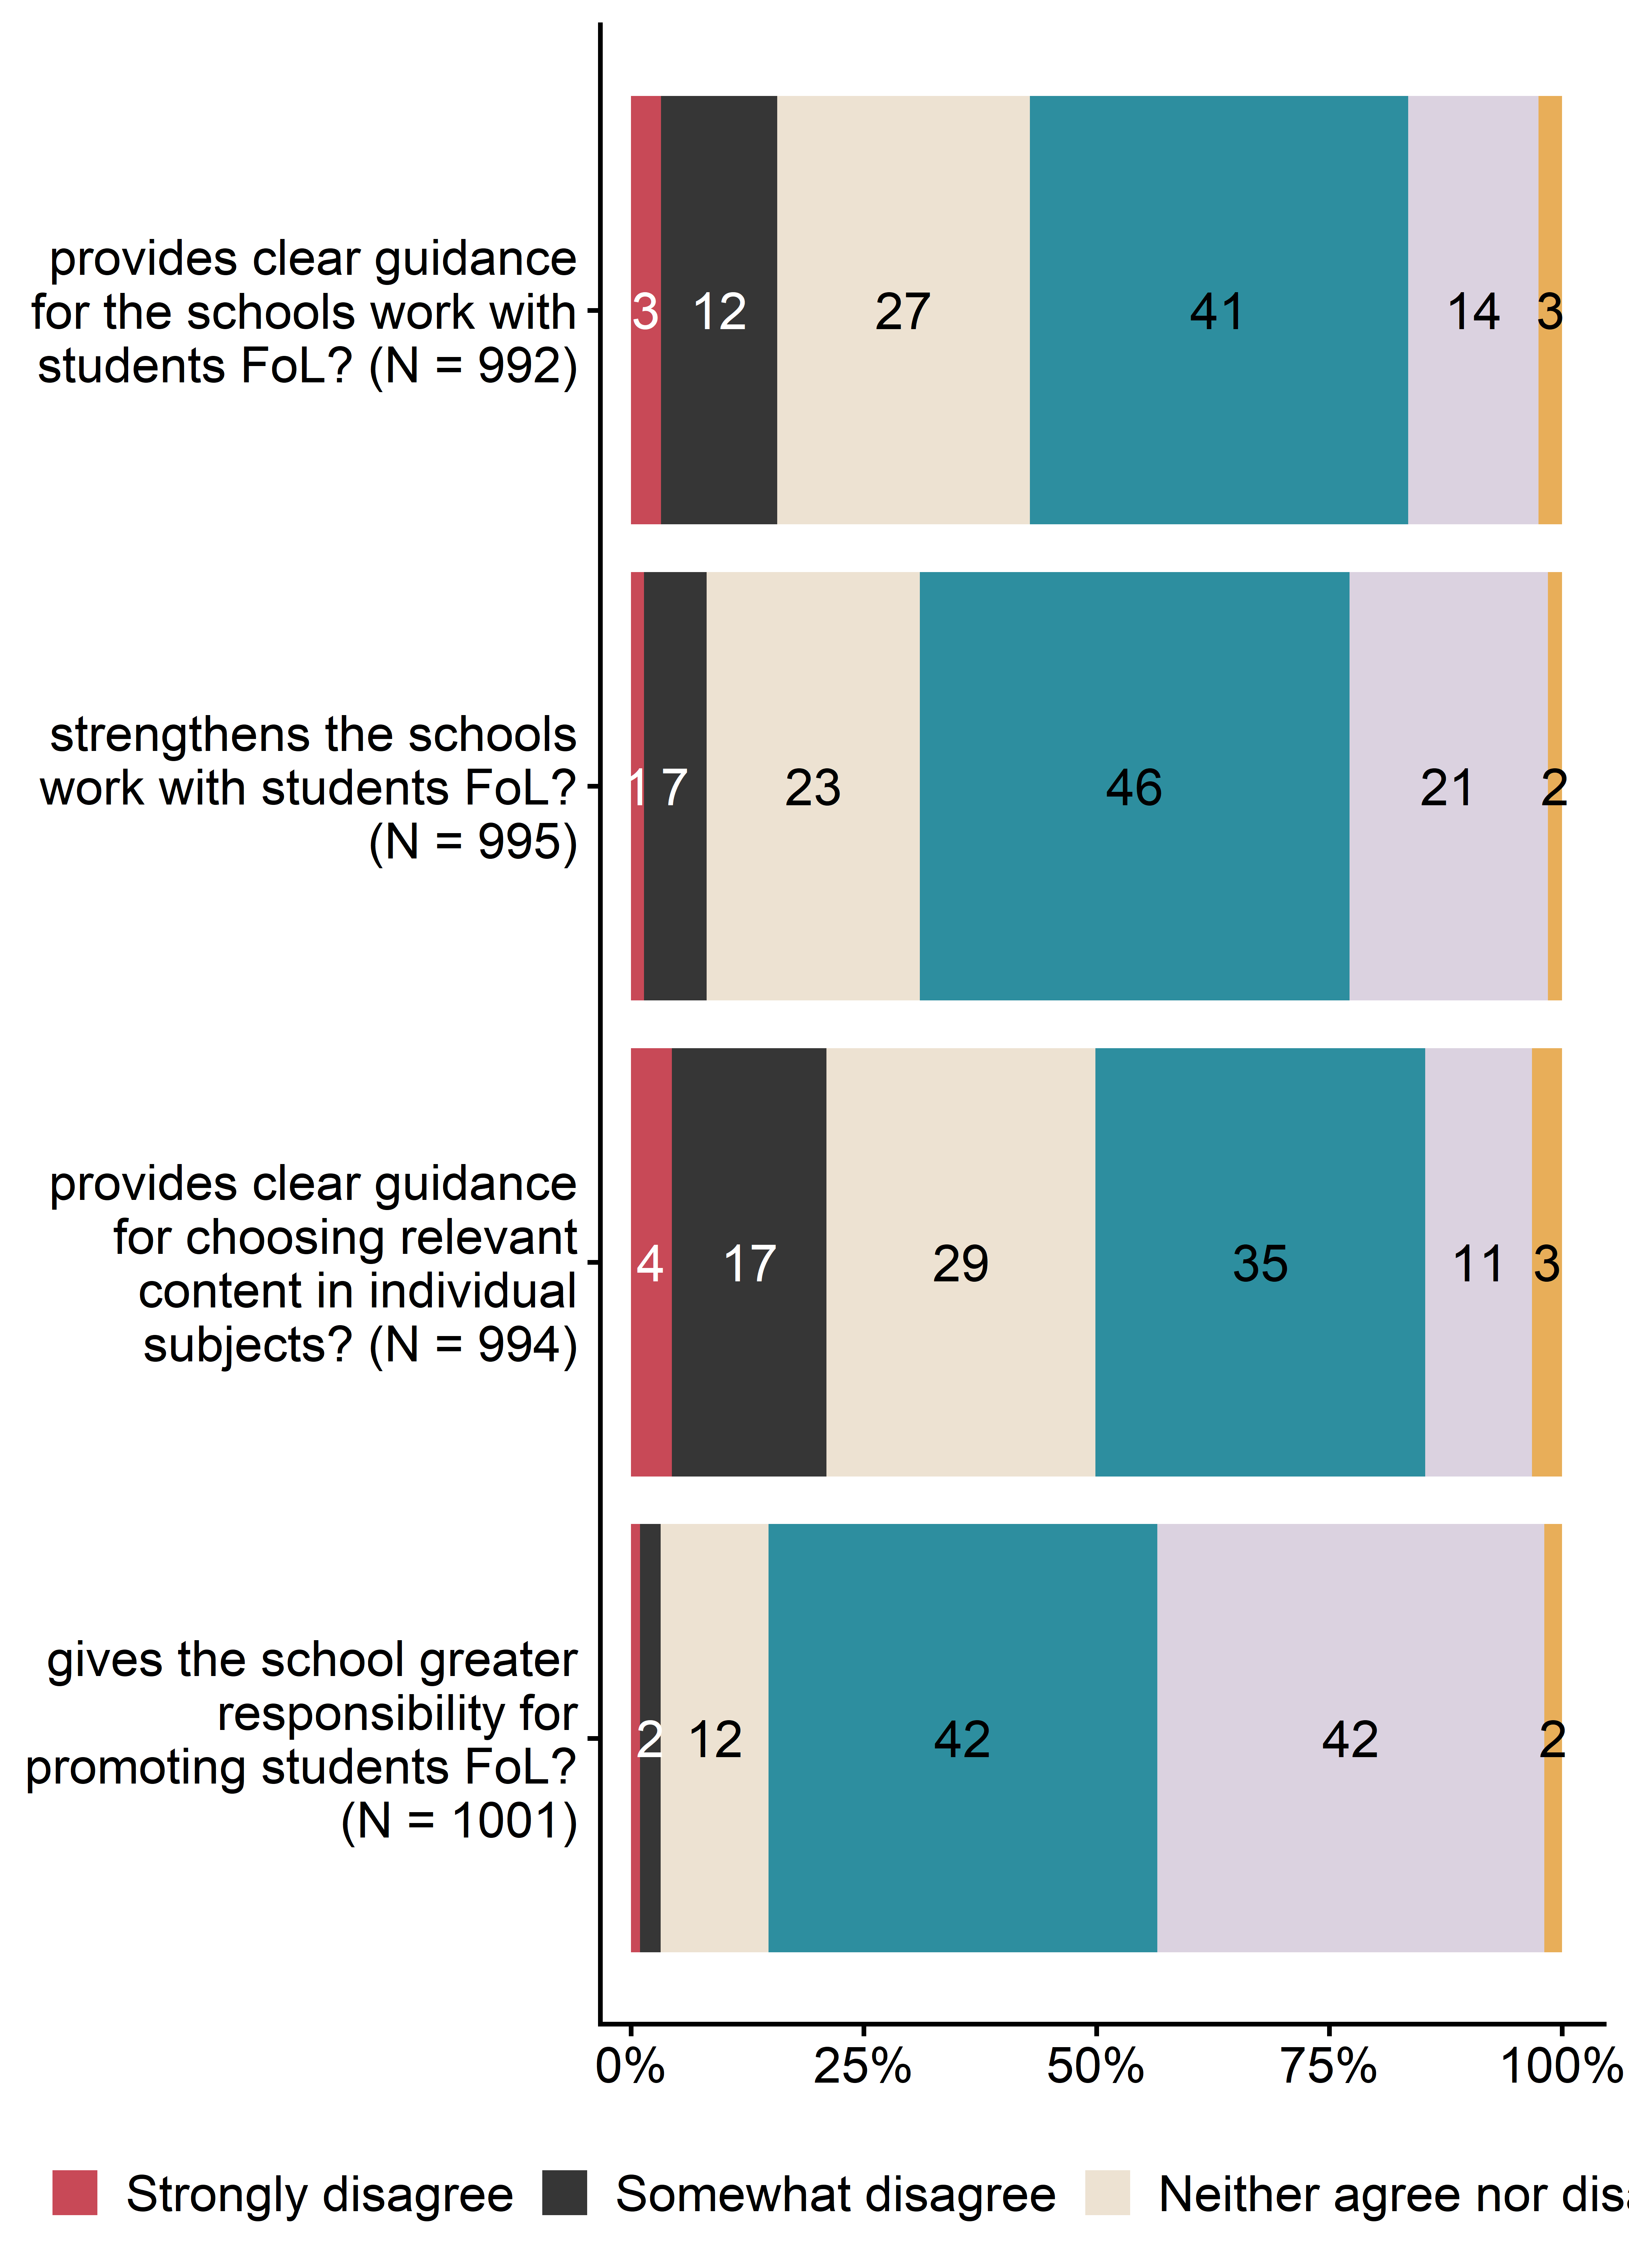 provides clear guidance
for the schools work with
students FoL? (N = 992)
3 12 27 41 14 3
strengthens the schools
work with students FoL?
(N = 995)
1 7 23 46 21 2
provides clear guidance
for choosing relevant
content in individual
subjects? (N = 994)
4 17 29 35 11 3
gives the school greater
responsibility for
promoting students FoL?
(N = 1001)
2 12 42 42 2
0% 25% 50% 75% 100%
Strongly disagree Somewhat disagree Neither agree nor